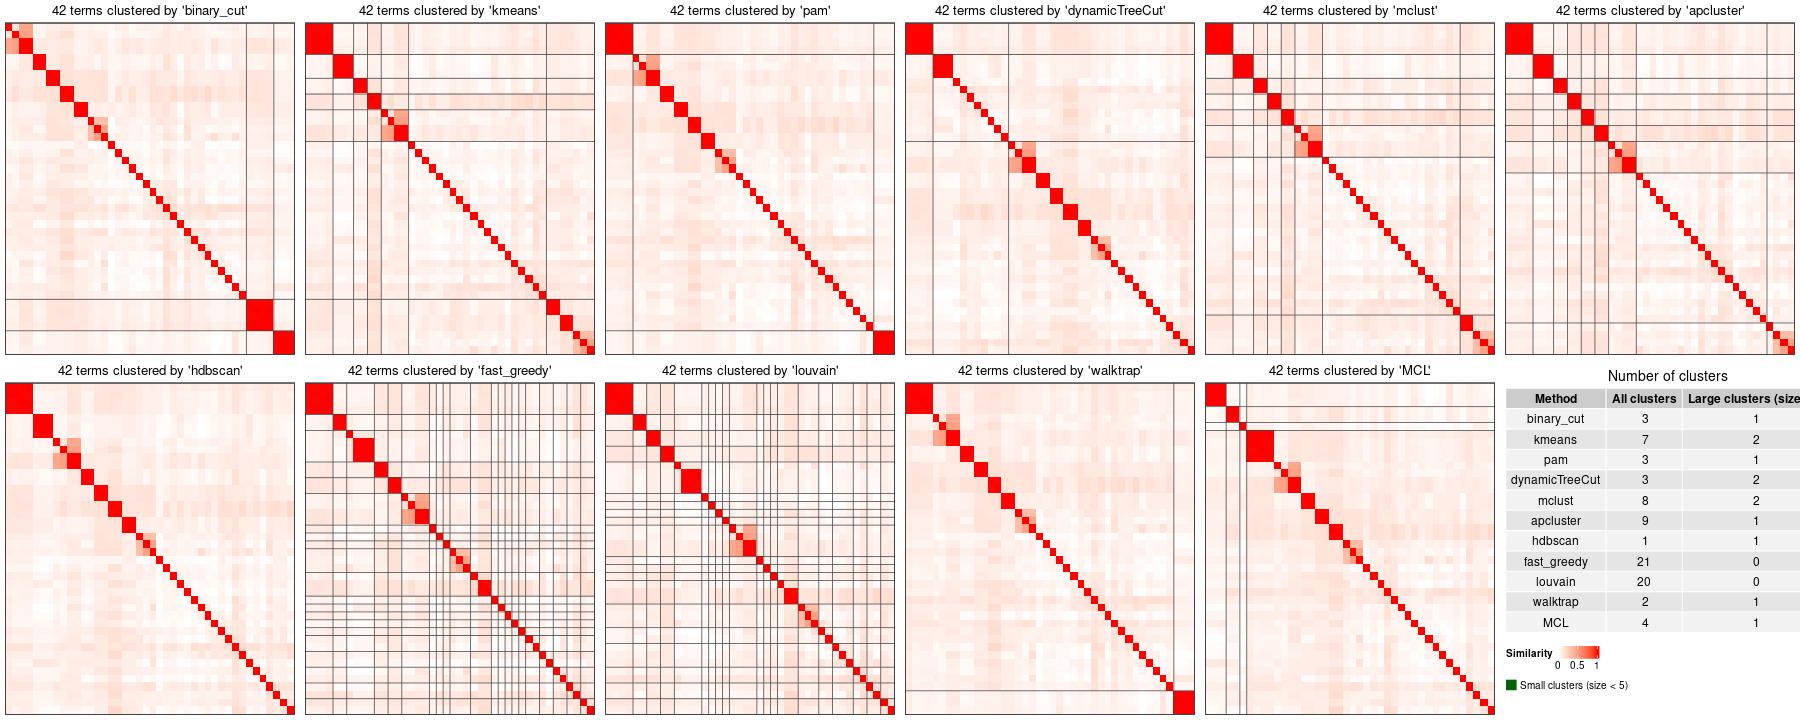 42 terms clustered by 'binary_cut'
42 terms clustered by 'kmeans'
42 terms clustered by 'pam'
42 terms clustered by 'dynamicTreeCut'
42 terms clustered by 'mclust'
42 terms clustered by 'apcluster'
42 terms clustered by 'hdbscan'
42 terms clustered by 'fast_greedy'
42 terms clustered by 'louvain'
42 terms clustered by 'walktrap'
42 terms clustered by 'MCL'
Number of clusters
Method All clusters Large clusters (size
binary_cut 3 1
kmeans 7 2
pam 3 1
dynamicTreeCut 3 2
mclust 8 2
apcluster 9 1
hdbscan 1 1
fast_greedy 21 0
louvain 20 0
walktrap 2 1
MCL 4 1
Similarity
0 0.5 1
Small clusters (size < 5)